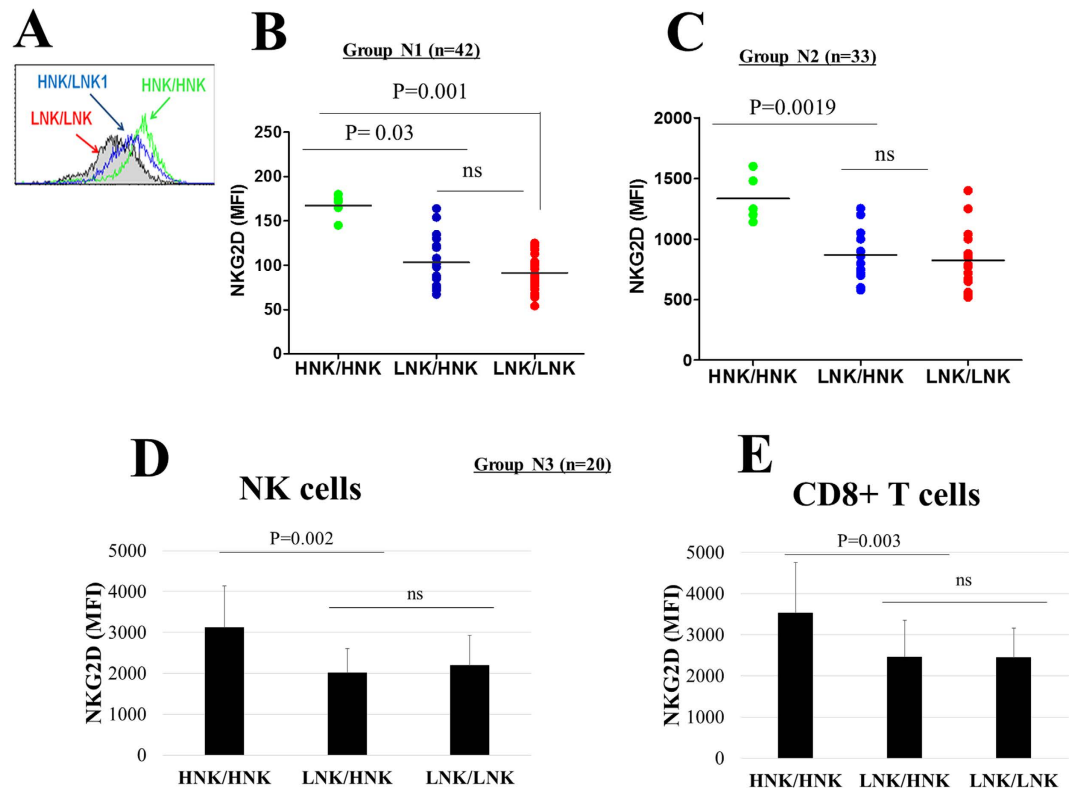 A
HNK/LNK1
HNK/HNK
LNK/LNK
B
Group N1 (n=42)
P=0.001
P= 0.03
ns
NKG2D (MFI)
250
200
150
100
50
0
HNK/HNK LNK/HNK LNK/LNK
C
Group N2 (n=33)
P=0.0019
ns
NKG2D (MFI)
2000
1500
1000
500
0
HNK/HNK LNK/HNK LNK/LNK
D
Group N3 (n=20)
NK cells
P=0.002
ns
NKG2D (MFI)
5000
4000
3000
2000
1000
0
HNK/HNK LNK/HNK LNK/LNK
E
CD8+ T cells
P=0.003
ns
NKG2D (MFI)
5000
4000
3000
2000
1000
0
HNK/HNK LNK/HNK LNK/LNK